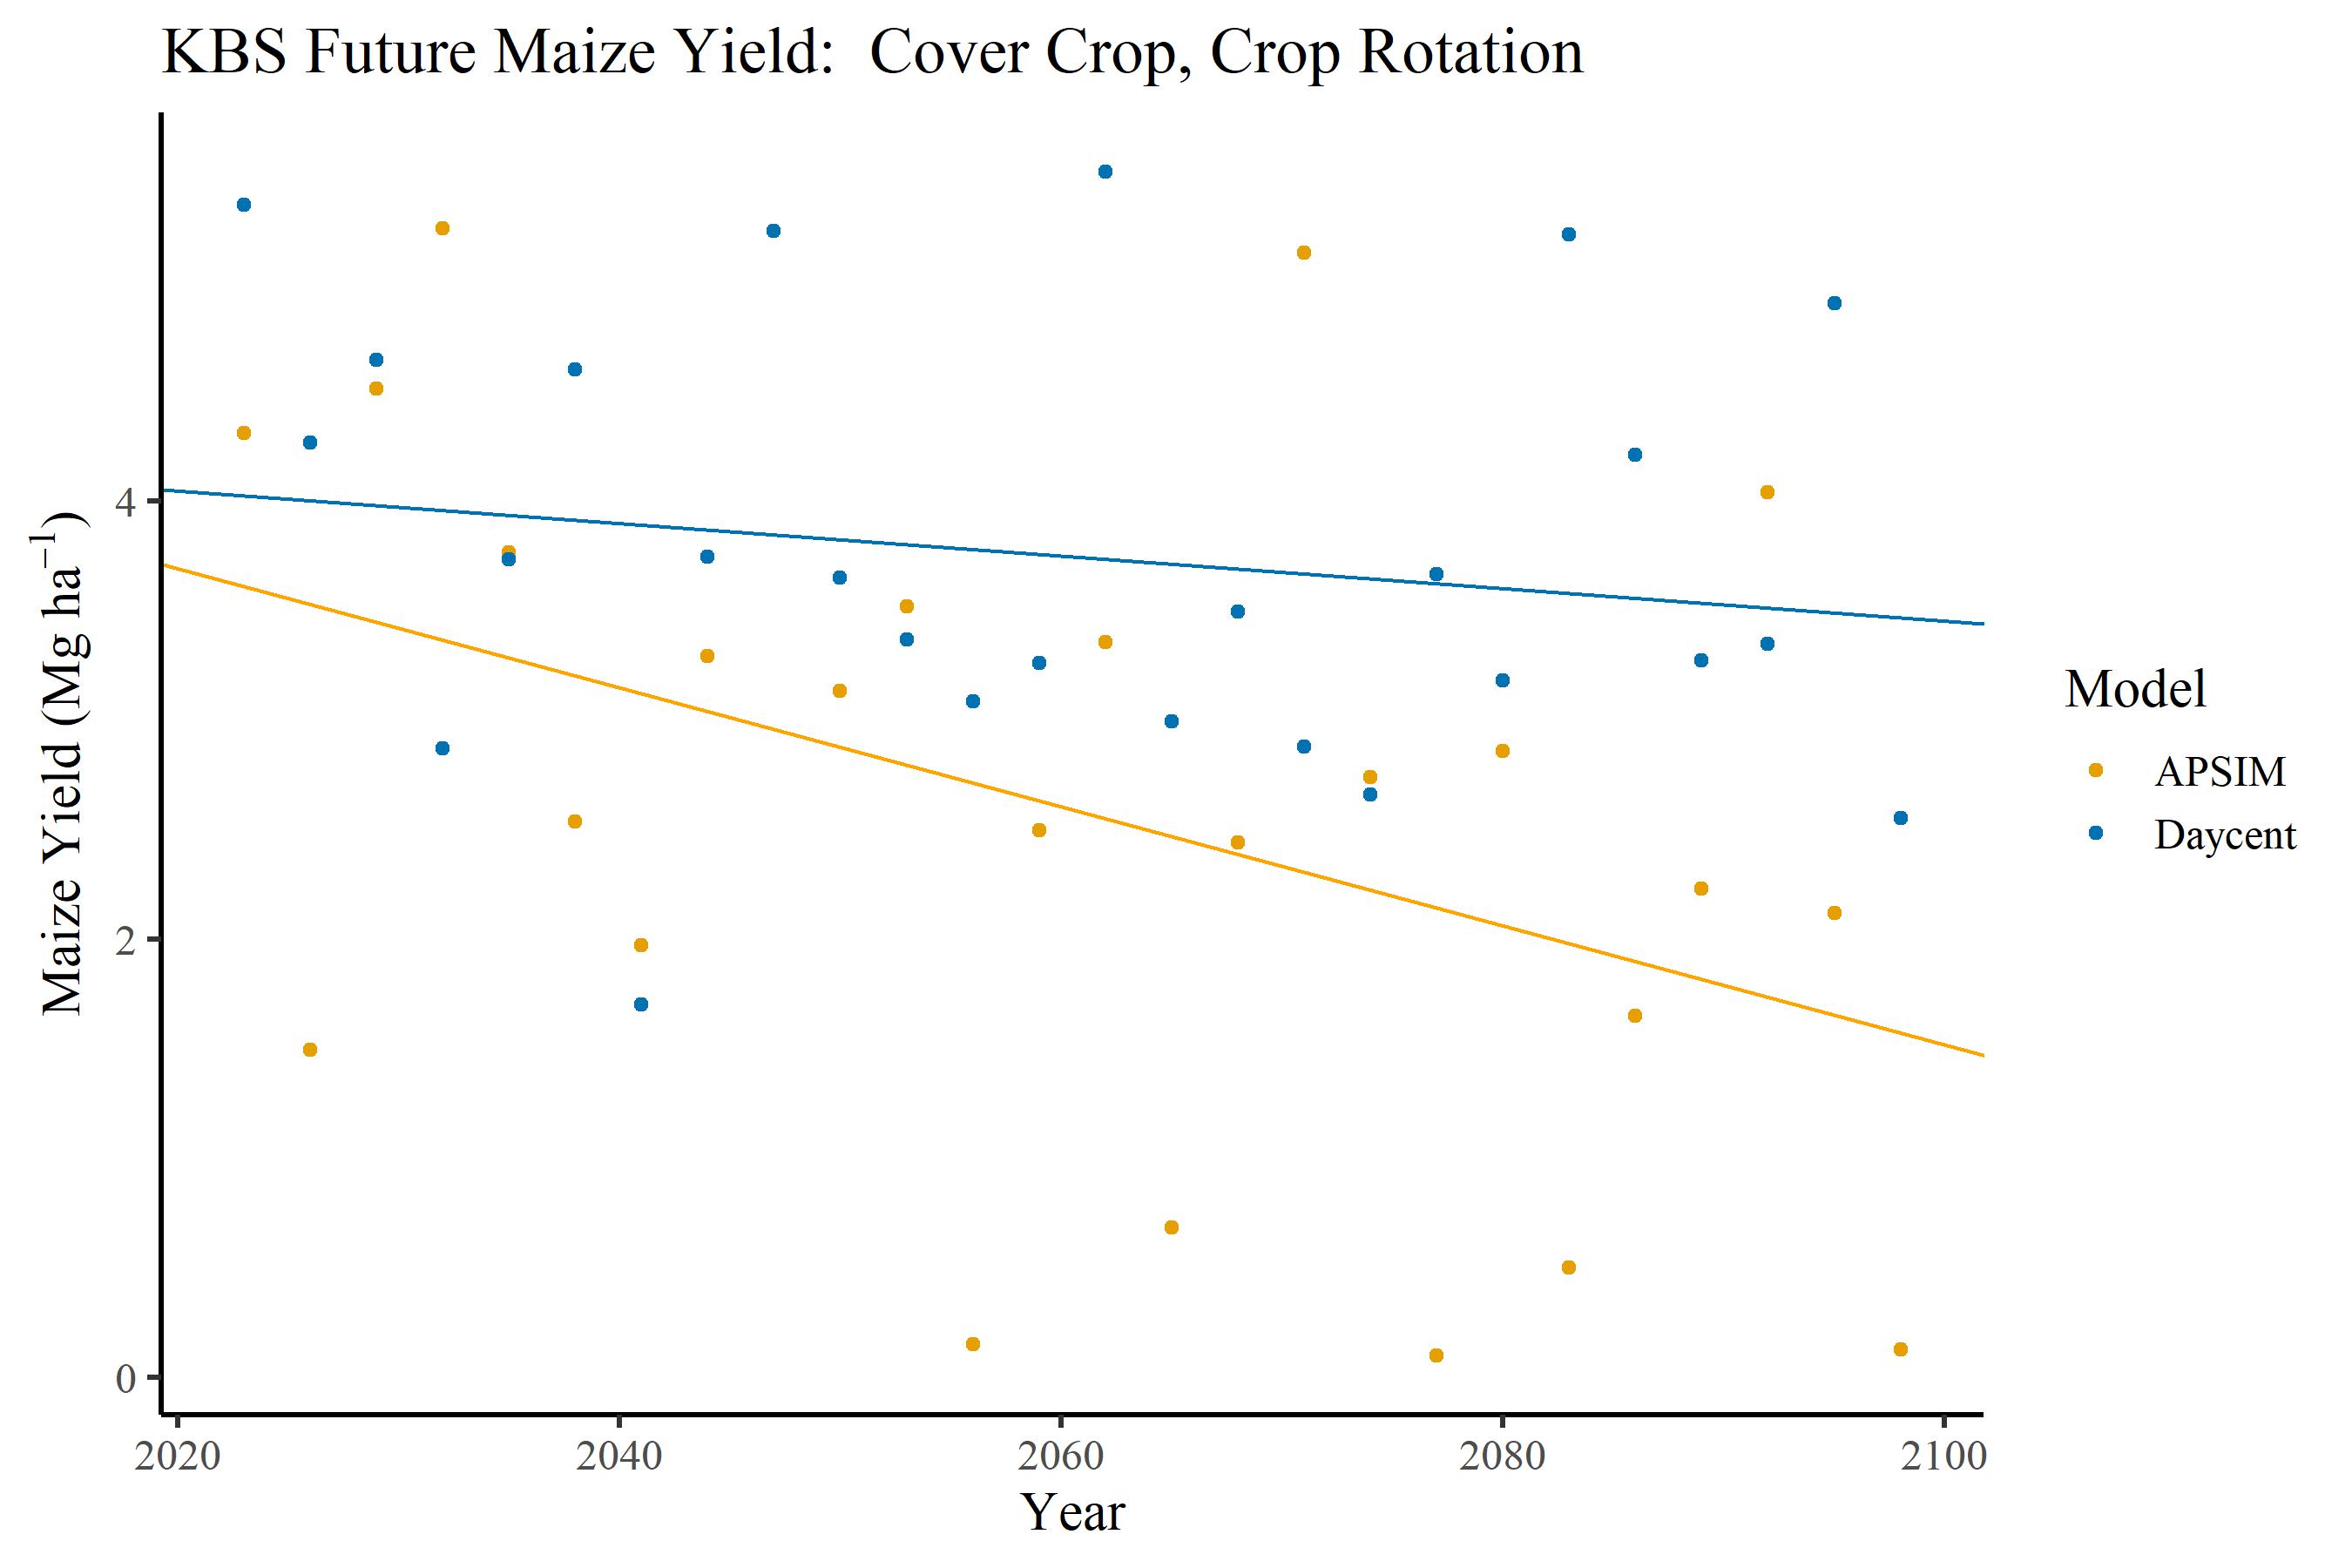 KBS Future Maize Yield:  Cover Crop, Crop Rotation
Maize Yield (Mg ha⁻¹)
4
2
0
2020 2040 2060 2080 2100
Year
Model
APSIM
Daycent